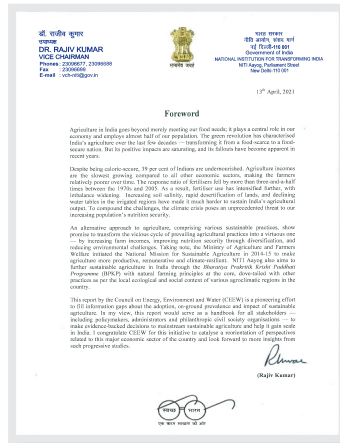 डॉ. राजीव कुमार
उपाध्यक्ष
DR. RAJIV KUMAR
VICE CHAIRMAN
Phones: 23096677, 23096688
Fax : 23096699
E-mail : vch-niti@gov.in
सत्यमेव जयते
भारत सरकार
नीति आयोग, संसद मार्ग
नई दिल्ली-110 001
Government of India
NATIONAL INSTITUTION FOR TRANSFORMING INDIA
NITI Aayog, Parliament Street
New Delhi-110 001
13th April, 2021
Foreword
Agriculture in India goes beyond merely meeting our food needs; it plays a central role in our
economy and employs almost half of our population. The green revolution has characterised
India's agriculture over the last few decades — transforming it from a food-scarce to a food-
secure nation. But its positive impacts are saturating, and its fallouts have become apparent in
recent years.
Despite being calorie-secure, 39 per cent of Indians are undernourished. Agriculture incomes
are the slowest growing compared to all other economic sectors, making the farmers
relatively poorer over time. The response ratio of fertilisers fell by more than three-and-a-half
times between the 1970s and 2005. As a result, fertiliser use has intensified further, with
imbalance widening. Increasing soil salinity, rapid desertification of lands, and declining
water tables in the irrigated regions have made it much harder to sustain India's agricultural
output. To compound the challenges, the climate crisis poses an unprecedented threat to our
increasing population's nutrition security.
An alternative approach to agriculture, comprising various sustainable practices, show
promise to transform the vicious cycle of prevailing agricultural practices into a virtuous one
— by increasing farm incomes, improving nutrition security through diversification, and
reducing environmental challenges. Taking note, the Ministry of Agriculture and Farmers
Welfare initiated the National Mission for Sustainable Agriculture in 2014-15 to make
agriculture more productive, remunerative and climate-resilient. NITI Aayog also aims to
further sustainable agriculture in India through the Bharatiya Prakritik Krishi Paddhati
Programme (BPKP) with natural farming principles at the core, dove-tailed with other
practices as per the local ecological and social context of various agroclimatic regions in the
country.
This report by the Council on Energy, Environment and Water (CEEW) is a pioneering effort
to fill information gaps about the adoption, on-ground prevalence and impact of sustainable
agriculture. In my view, this report would serve as a handbook for all stakeholders —
including policymakers, administrators and philanthropic civil society organisations — to
make evidence-backed decisions to mainstream sustainable agriculture and help it gain scale
in India. I congratulate CEEW for this initiative to catalyse a reorientation of perspectives
related to this major economic sector of the country and look forward to more insights from
such progressive studies.
(Rajiv Kumar)
स्वच्छ भारत
एक कदम स्वच्छता की ओर